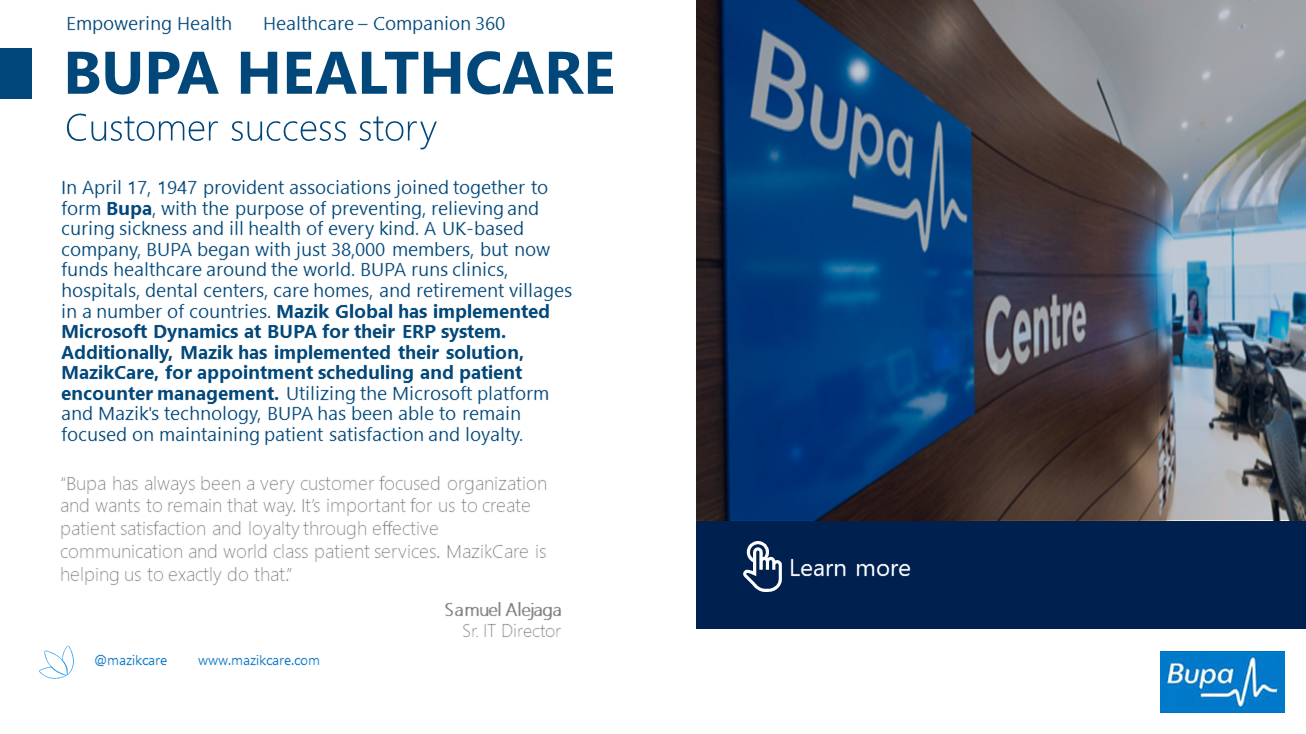 Empowering Health Healthcare – Companion 360
BUPA HEALTHCARE
Customer success story
In April 17, 1947 provident associations joined together to
form Bupa, with the purpose of preventing, relieving and
curing sickness and ill health of every kind. A UK-based
company, BUPA began with just 38,000 members, but now
funds healthcare around the world. BUPA runs clinics,
hospitals, dental centers, care homes, and retirement villages
in a number of countries. Mazik Global has implemented
Microsoft Dynamics at BUPA for their ERP system.
Additionally, Mazik has implemented their solution,
MazikCare, for appointment scheduling and patient
encounter management. Utilizing the Microsoft platform
and Mazik's technology, BUPA has been able to remain
focused on maintaining patient satisfaction and loyalty.
“Bupa has always been a very customer focused organization
and wants to remain that way. It’s important for us to create
patient satisfaction and loyalty through effective
communication and world class patient services. MazikCare is
helping us to exactly do that.”
Samuel Alejaga
Sr. IT Director
@mazikcare www.mazikcare.com
Bupa
Centre
Learn more
Bupa